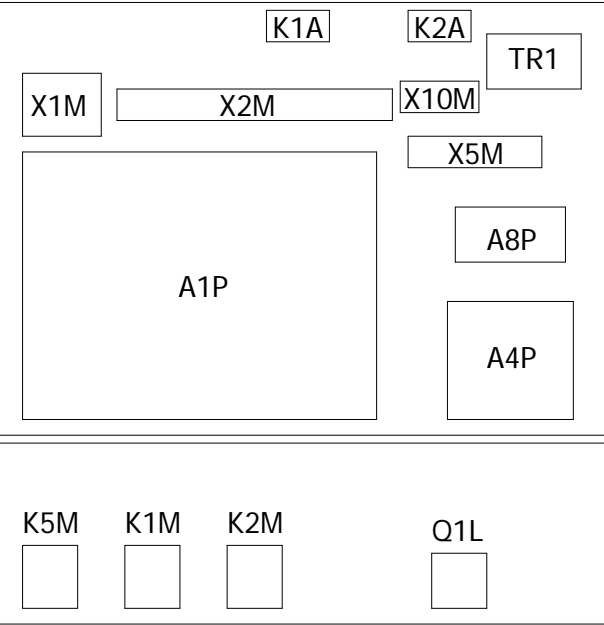 K1A
K2A
TR1
X1M
X2M
X10M
X5M
A8P
A1P
A4P
K5M
K1M
K2M
Q1L